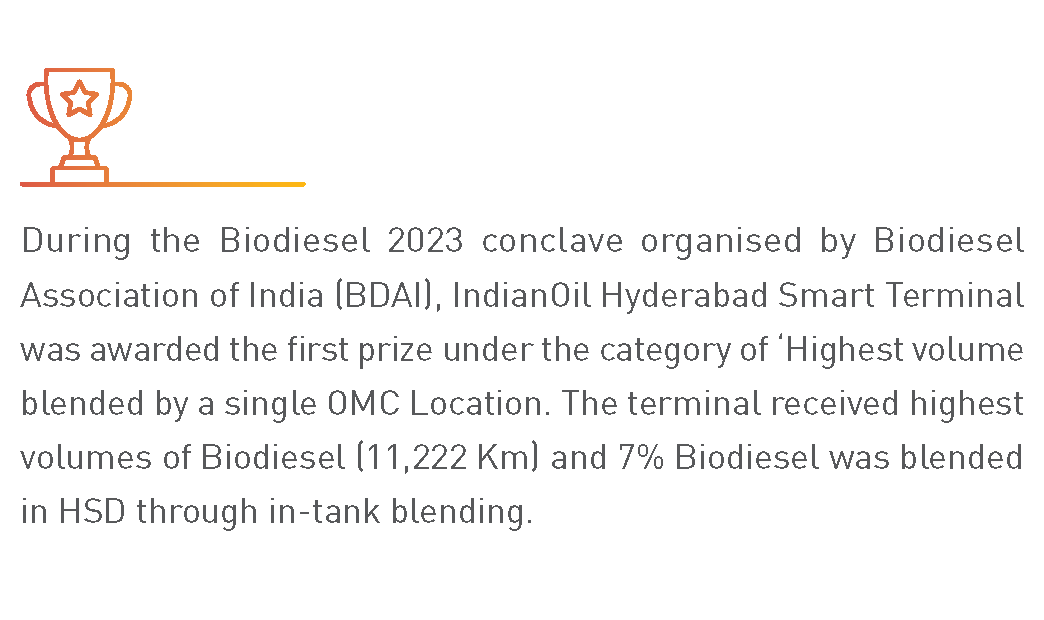 During the Biodiesel 2023 conclave organised by Biodiesel
Association of India (BDAI), IndianOil Hyderabad Smart Terminal
was awarded the first prize under the category of ‘Highest volume
blended by a single OMC Location. The terminal received highest
volumes of Biodiesel (11,222 Km) and 7% Biodiesel was blended
in HSD through in-tank blending.